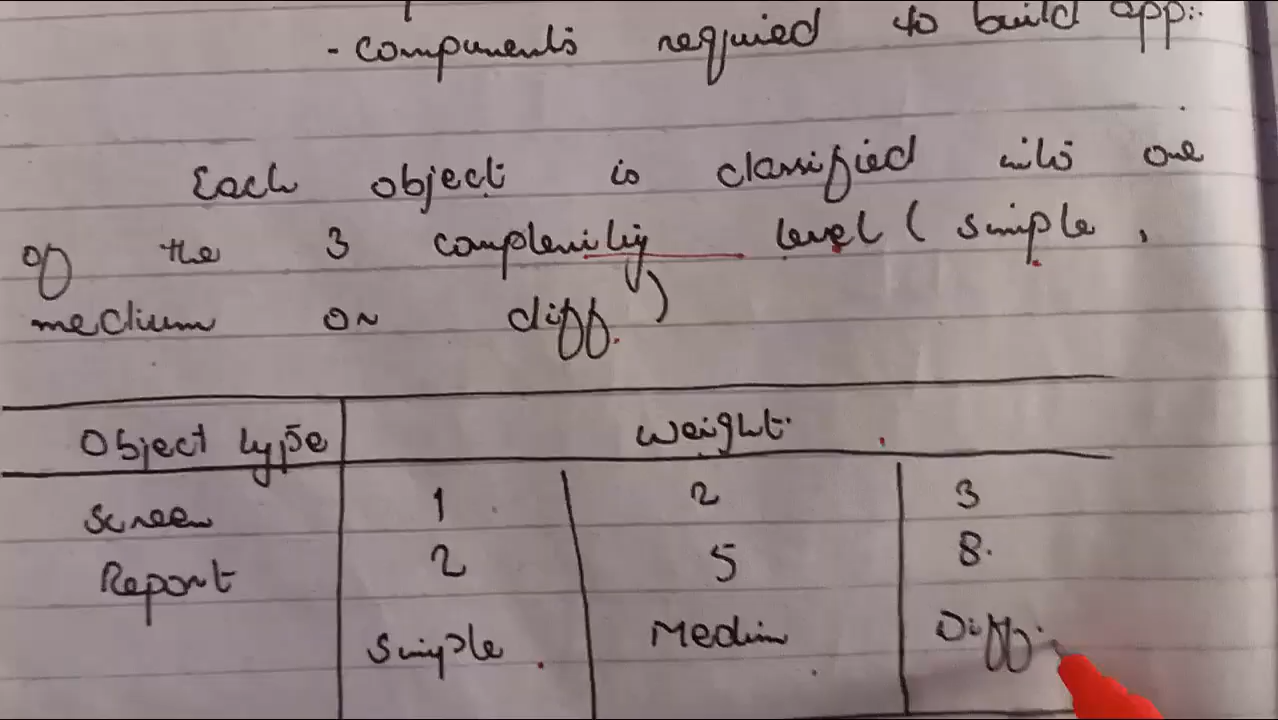 - components required to build app..
Each object is classified into one
of the 3 complexity level ( simple ,
medium or diff. )
Object type Weight
Screen 1 2 3
Report 2 5 8
Simple Medium Diff.